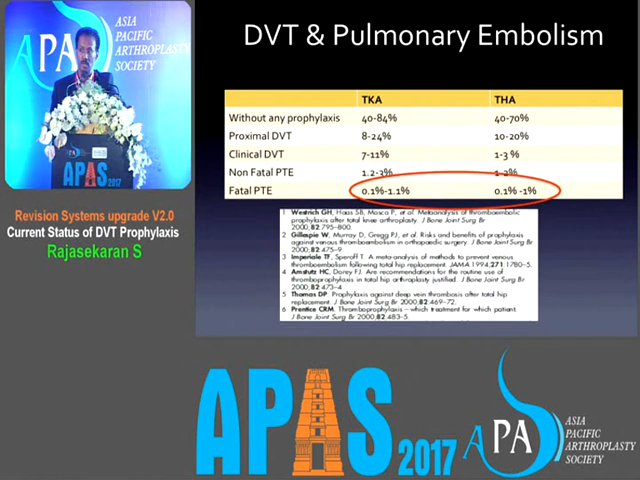 ASIA
PACIFIC
ARTHROPLASTY
SOCIETY
APA
APAS 2017
Revision Systems upgrade V2.0
Current Status of DVT Prophylaxis
Rajasekaran S
DVT & Pulmonary Embolism
TKA THA
Without any prophylaxis 40-84% 40-70%
Proximal DVT 8-24% 10-20%
Clinical DVT 7-11% 1-3 %
Non Fatal PTE 1.2-2% 1-2%
Fatal PTE 0.1%-1.1% 0.1% -1%
1 Westrich GH, Haas SB, Mosca P, et al. Meta-analysis of thromboembolic
prophylaxis after total knee arthroplasty. J Bone Joint Surg Br
2000;82:795-800.
2 Gillespie W, Murray D, Gregg PJ, et al. Risks and benefits of prophylaxis
against venous thromboembolism in orthopaedic surgery. J Bone Joint Surg Br
2000;82:475-9.
3 Imperiale TF, Speroff T. A meta-analysis of methods to prevent venous
thromboembolism following total hip replacement. JAMA 1994;271:1780-5.
4 Amstutz HC, Dorey FJ. Are recommendations for the routine use of
thromboprophylaxis in total hip arthroplasty justified. J Bone Joint Surg Br
2000;82:473-4
5 Thomas DP. Prophylaxis against deep vein thrombosis after total hip
replacement. J Bone Joint Surg Br 2000;82:469-72.
6 Prentice CRM. Thromboprophylaxis—which treatment for which patient.
J Bone Joint Surg Br 2000;82:483-5.
APAS 2017
APA
ASIA
PACIFIC
ARTHROPLASTY
SOCIETY